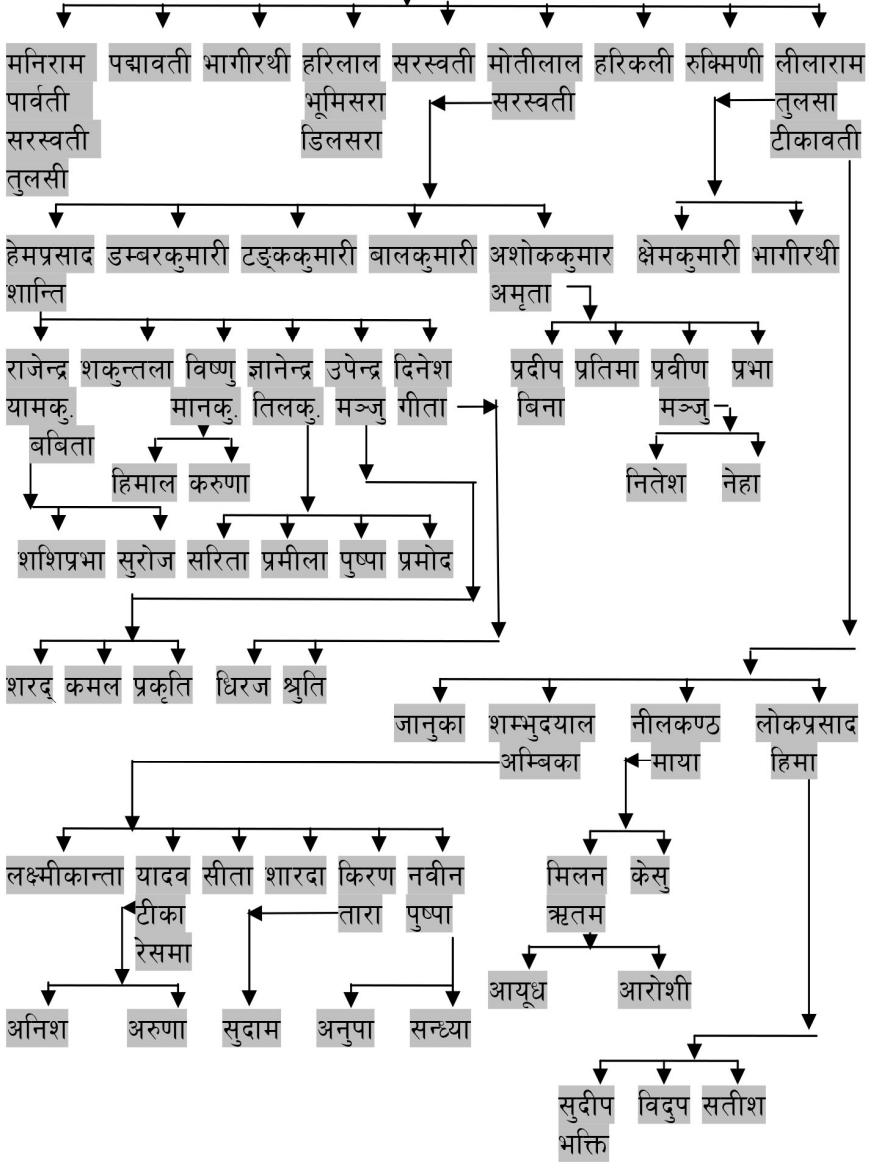 मनिराम पद्मावती भागीरथी हरिलाल सरस्वती मोतीलाल हरिकली रुक्मिणी लीलाराम
पार्वती भूमिसरा सरस्वती तुलसा
सरस्वती डिलसरा टीकावती
तुलसी
हेमप्रसाद डम्बरकुमारी टङ्ककुमारी बालकुमारी अशोककुमार क्षेमकुमारी भागीरथी
शान्ति अमृता
राजेन्द्र शकुन्तला विष्णु ज्ञानेन्द्र उपेन्द्र दिनेश प्रदीप प्रतिमा प्रवीण प्रभा
यामकु. मानकु. तिलकु. मञ्जु गीता बिना मञ्जु
बबिता
हिमाल करुणा नितेश नेहा
शशिप्रभा सुरोज सरिता प्रमीला पुष्पा प्रमोद
शरद् कमल प्रकृति धिरज श्रुति
जानुका शम्भुदयाल नीलकण्ठ लोकप्रसाद
अम्बिका माया हिमा
लक्ष्मीकान्ता यादव सीता शारदा किरण नवीन मिलन केसु
टीका तारा पुष्पा ऋतम
रेसमा
आयूध आरोशी
अनिश अरुणा सुदाम अनुपा सन्ध्या
सुदीप विदुप सतीश
भक्ति